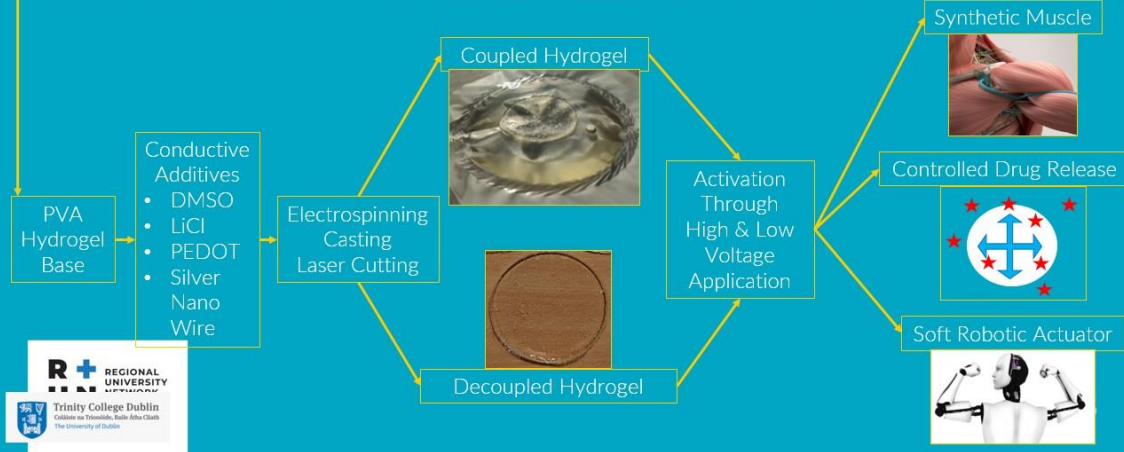 PVA
Hydrogel
Base
Conductive
Additives
• DMSO
• LiCl
• PEDOT
• Silver
Nano
Wire
Electrospinning
Casting
Laser Cutting
Coupled Hydrogel
Decoupled Hydrogel
Activation
Through
High & Low
Voltage
Application
Synthetic Muscle
Controlled Drug Release
Soft Robotic Actuator
REGIONAL
UNIVERSITY
Trinity College Dublin
Coláiste na Tríonóide, Baile Átha Cliath
The University of Dublin